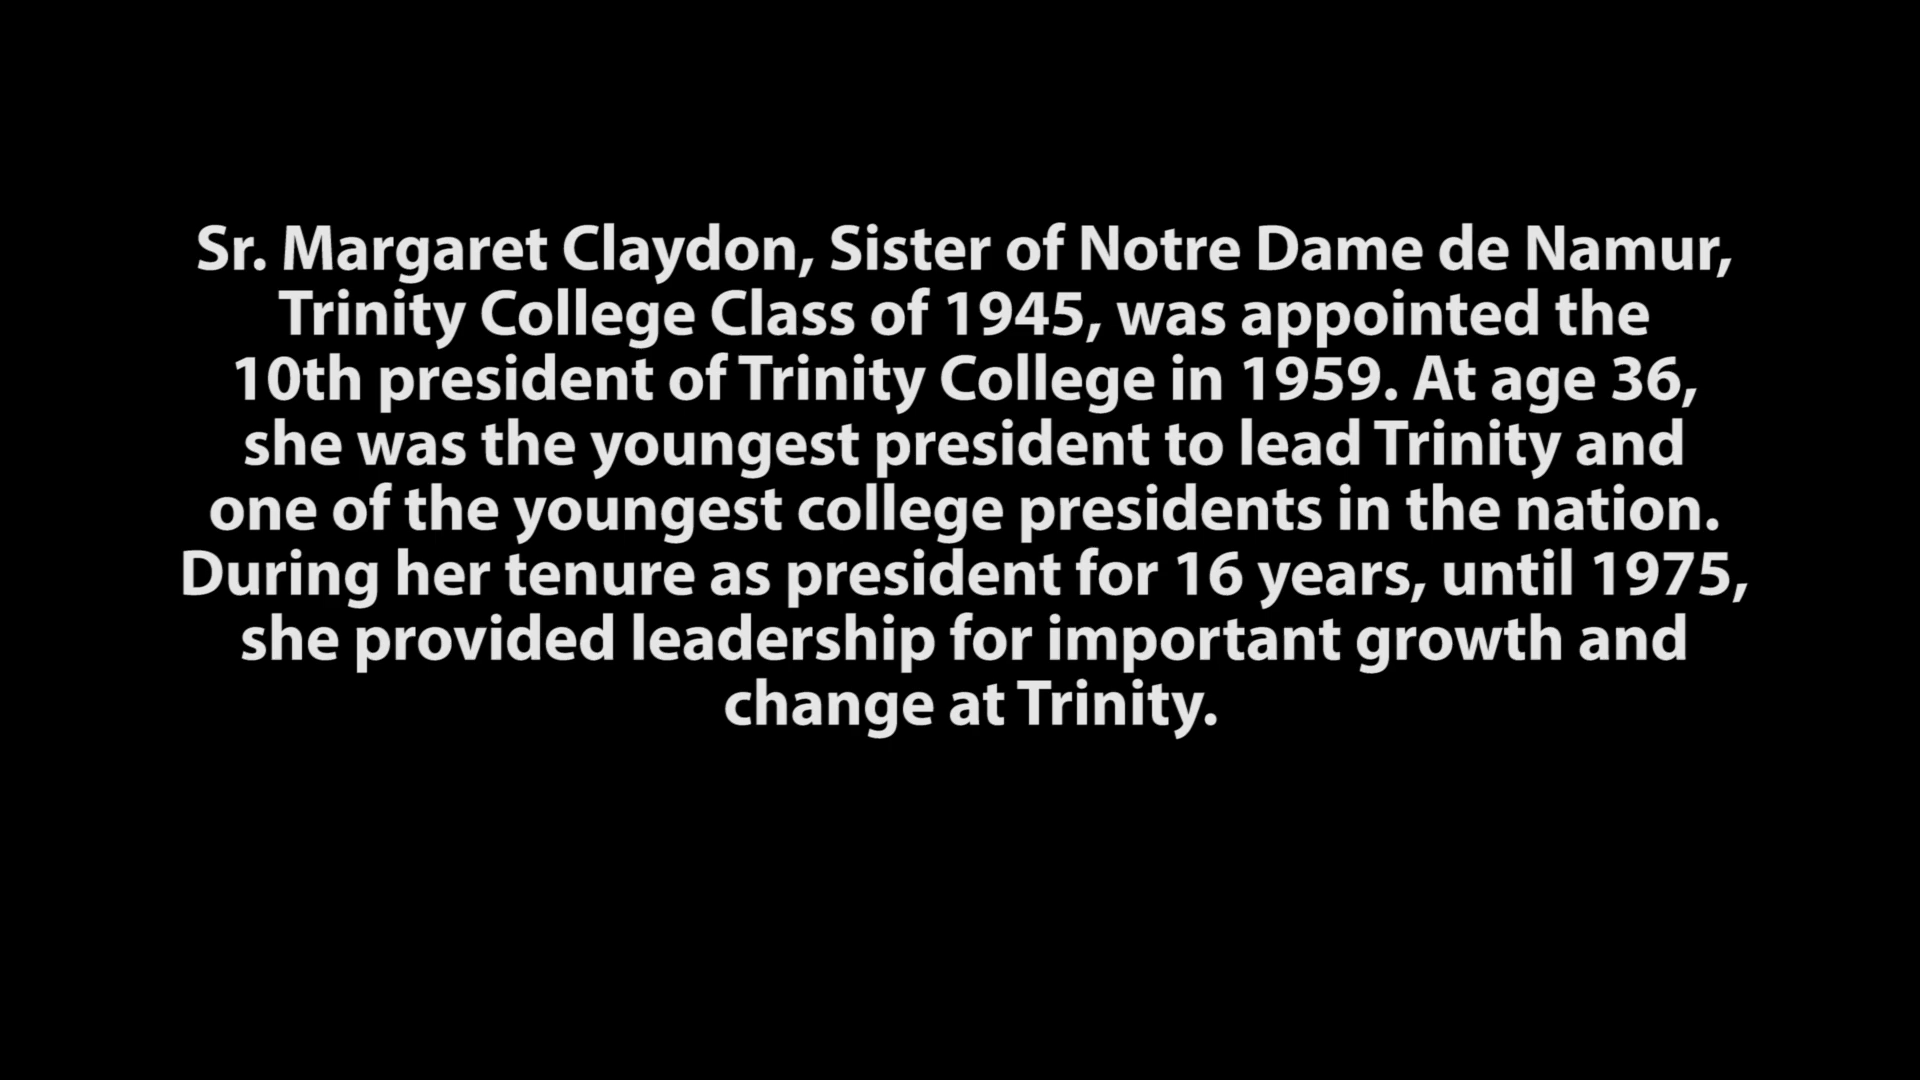 Sr. Margaret Claydon, Sister of Notre Dame de Namur,
Trinity College Class of 1945, was appointed the
10th president of Trinity College in 1959. At age 36,
she was the youngest president to lead Trinity and
one of the youngest college presidents in the nation.
During her tenure as president for 16 years, until 1975,
she provided leadership for important growth and
change at Trinity.